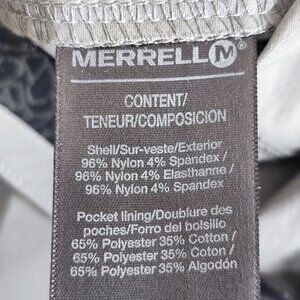 MERRELL M
CONTENT/
TENEUR/COMPOSICION
Shell/Sur-veste/Exterior
96% Nylon 4% Spandex/
96% Nylon 4% Elasthanne/
96% Nylon 4% Spandex
Pocket lining/Doublure des
poches/Forro del bolsillo
65% Polyester 35% Cotton/
65% Polyester 35% Cotton/
65% Polyester 35% Algodón